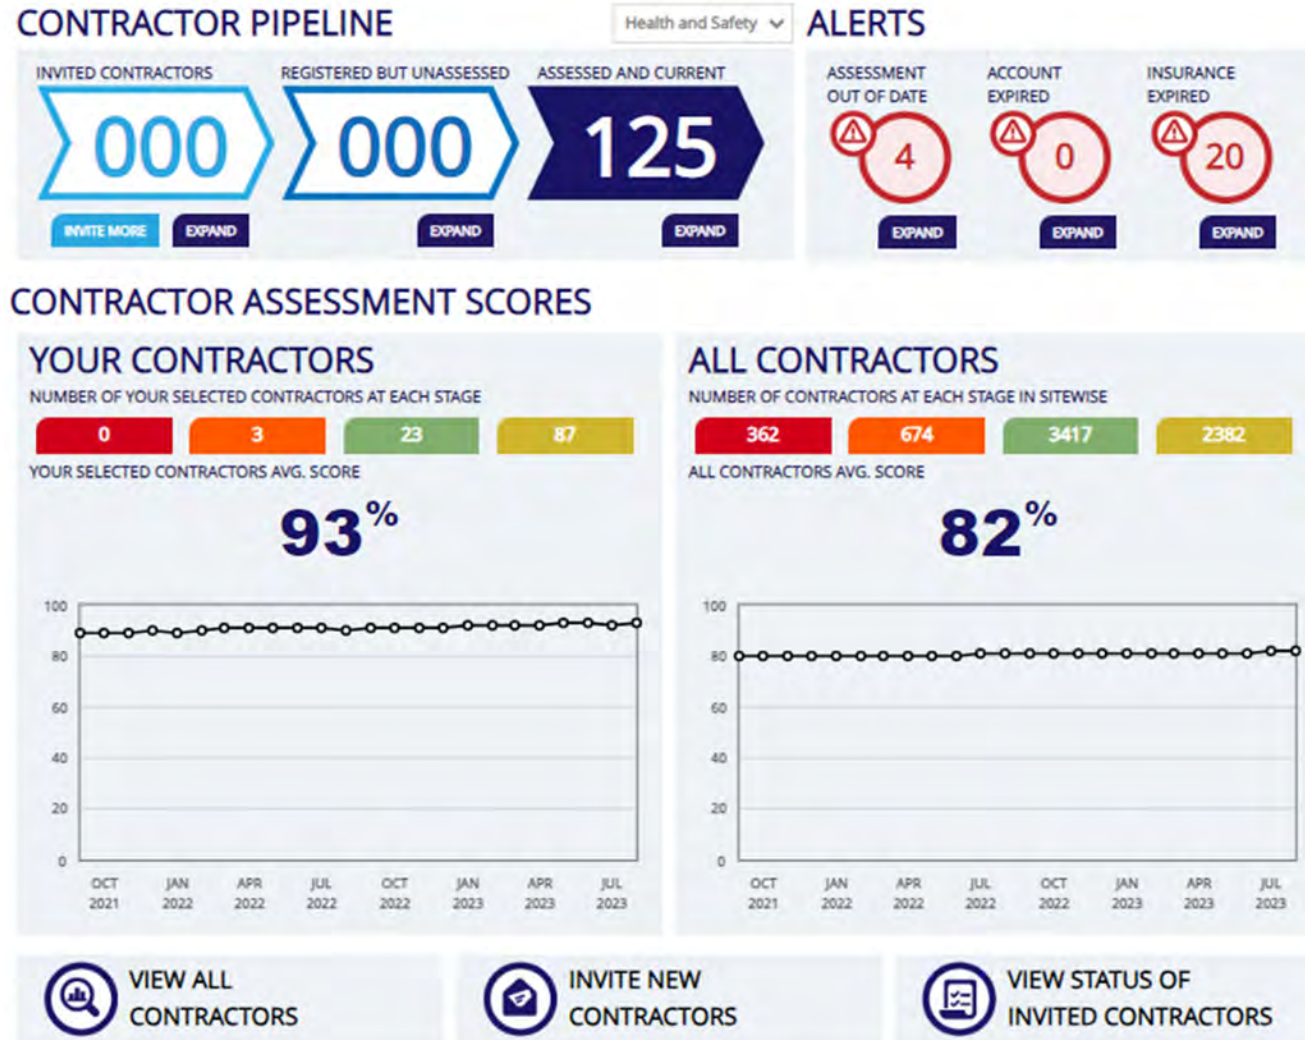 CONTRACTOR PIPELINE
Health and Safety
INVITED CONTRACTORS
REGISTERED BUT UNASSESSED
ASSESSED AND CURRENT
000
000
125
INVITE MORE
EXPAND
EXPAND
EXPAND
ALERTS
ASSESSMENT
OUT OF DATE
ACCOUNT
EXPIRED
INSURANCE
EXPIRED
4
0
20
EXPAND
EXPAND
EXPAND
CONTRACTOR ASSESSMENT SCORES
YOUR CONTRACTORS
NUMBER OF YOUR SELECTED CONTRACTORS AT EACH STAGE
0 3 23 87
YOUR SELECTED CONTRACTORS AVG. SCORE
93%
100
80
60
40
20
0
OCT JAN APR JUL OCT JAN APR JUL
2021 2022 2022 2022 2022 2023 2023 2023
ALL CONTRACTORS
NUMBER OF CONTRACTORS AT EACH STAGE IN SITEWISE
362 674 3417 2382
ALL CONTRACTORS AVG. SCORE
82%
100
80
60
40
20
0
OCT JAN APR JUL OCT JAN APR JUL
2021 2022 2022 2022 2022 2023 2023 2023
VIEW ALL
CONTRACTORS
INVITE NEW
CONTRACTORS
VIEW STATUS OF
INVITED CONTRACTORS